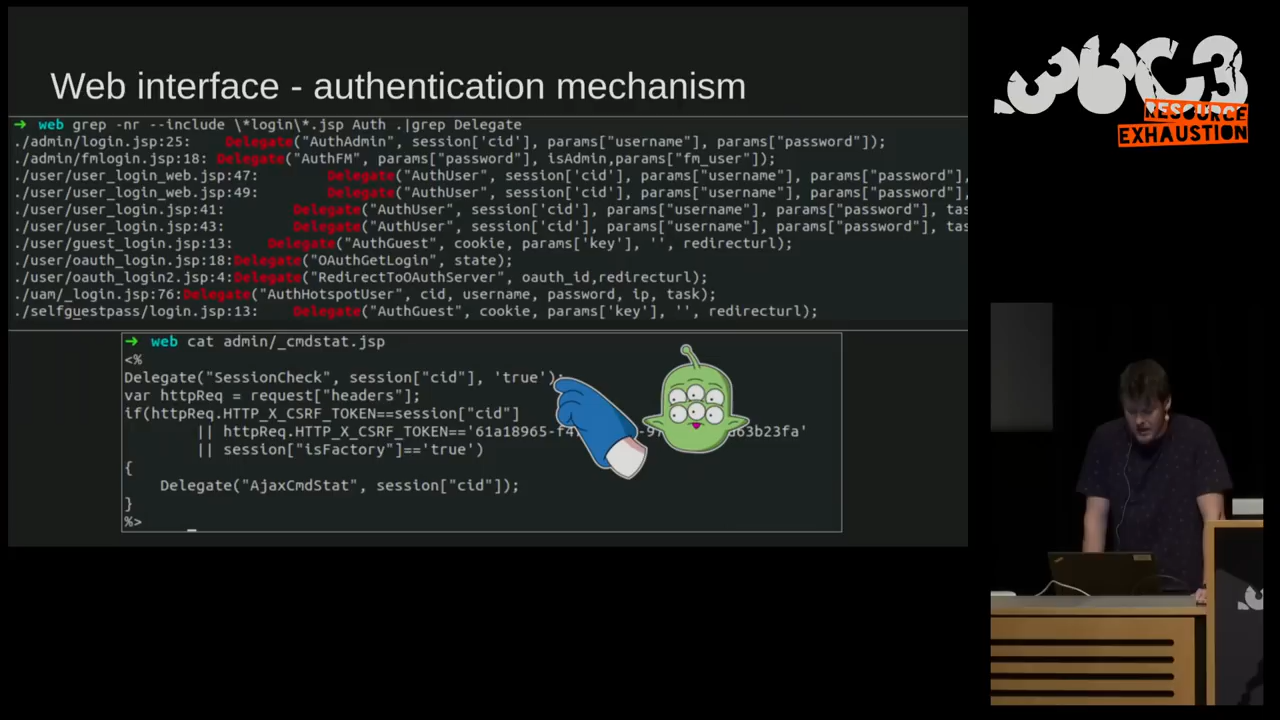 Web interface - authentication mechanism
➜ web grep -nr --include \*login\*.jsp Auth .|grep Delegate
./admin/login.jsp:25: Delegate("AuthAdmin", session['cid'], params["username"], params["password"]);
./admin/fmlogin.jsp:18: Delegate("AuthFM", params["password"], isAdmin,params["fm_user"]);
./user/user_login_web.jsp:47: Delegate("AuthUser", session['cid'], params["username"], params["password"],
./user/user_login_web.jsp:49: Delegate("AuthUser", session['cid'], params["username"], params["password"],
./user/user_login.jsp:41: Delegate("AuthUser", session['cid'], params["username"], params["password"], tas
./user/user_login.jsp:43: Delegate("AuthUser", session['cid'], params["username"], params["password"], tas
./user/guest_login.jsp:13: Delegate("AuthGuest", cookie, params['key'], '', redirecturl);
./user/oauth_login.jsp:18:Delegate("OAuthGetLogin", state);
./user/oauth_login2.jsp:4:Delegate("RedirectToOAuthServer", oauth_id,redirecturl);
./uam/_login.jsp:76:Delegate("AuthHotspotUser", cid, username, password, ip, task);
./selfguestpass/login.jsp:13: Delegate("AuthGuest", cookie, params['key'], '', redirecturl);
➜ web cat admin/_cmdstat.jsp
<%
Delegate("SessionCheck", session["cid"], 'true');
var httpReq = request["headers"];
if(httpReq.HTTP_X_CSRF_TOKEN==session["cid"]
|| httpReq.HTTP_X_CSRF_TOKEN=='61a18965-f4 63b23fa'
|| session["isFactory"]=='true')
{
Delegate("AjaxCmdStat", session["cid"]);
}
%>
36C3
RESOURCE
EXHAUSTION